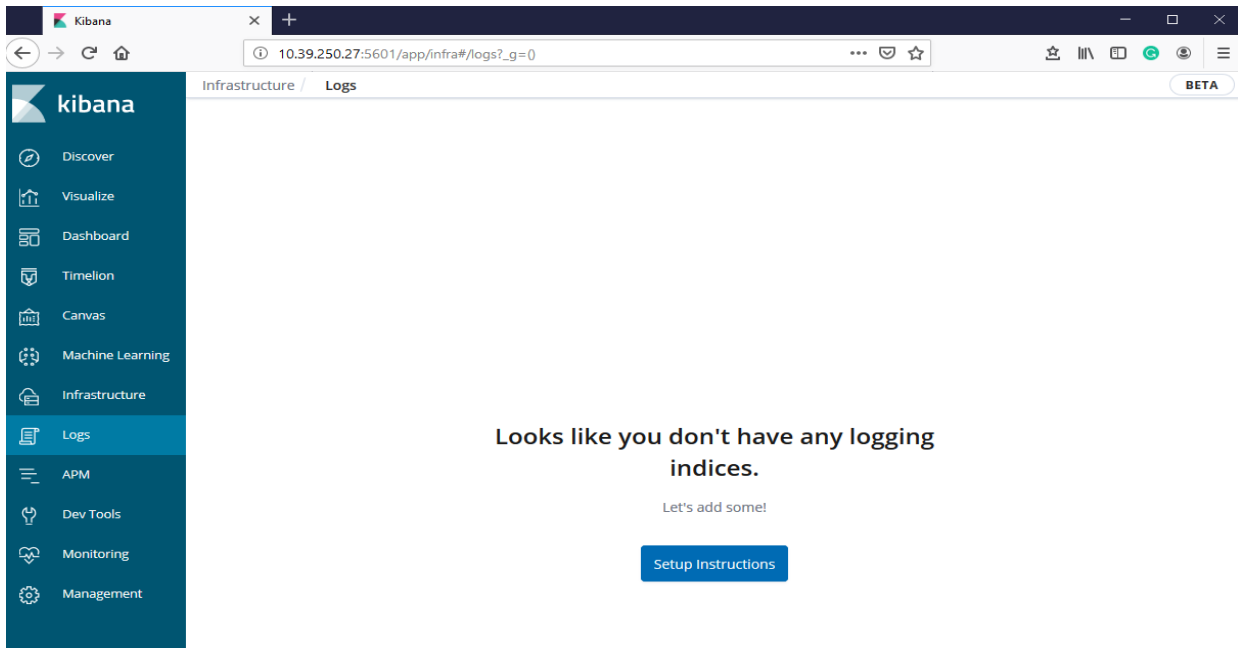 Kibana
10.39.250.27:5601/app/infra#/logs?_g=()
Infrastructure / Logs
BETA
kibana
Discover
Visualize
Dashboard
Timelion
Canvas
Machine Learning
Infrastructure
Logs
APM
Dev Tools
Monitoring
Management
Looks like you don't have any logging
indices.
Let's add some!
Setup Instructions